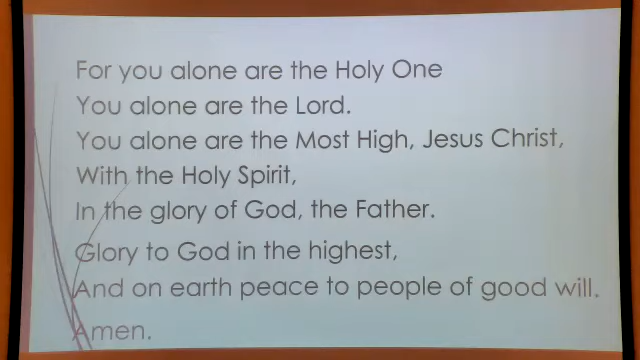 For you alone are the Holy One
You alone are the Lord.
You alone are the Most High, Jesus Christ,
With the Holy Spirit,
In the glory of God, the Father.
Glory to God in the highest,
And on earth peace to people of good will.
Amen.